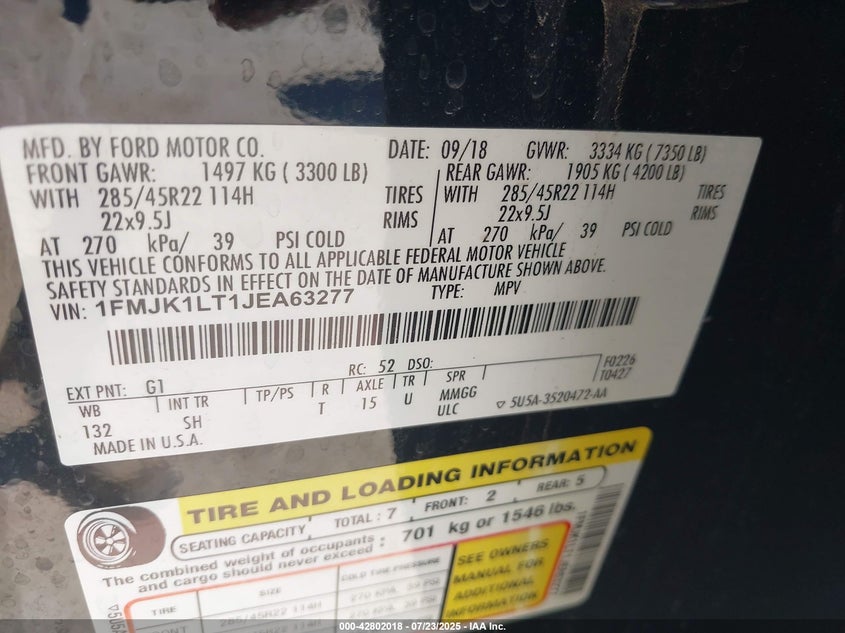 MFD. BY FORD MOTOR CO. DATE: 09/18 GVWR: 3334 KG ( 7350 LB)
FRONT GAWR: 1497 KG ( 3300 LB) REAR GAWR: 1905 KG ( 4200 LB)
WITH 285/45R22 114H TIRES WITH 285/45R22 114H TIRES
22x9.5J RIMS 22x9.5J RIMS
AT 270 kPa/ 39 PSI COLD AT 270 kPa/ 39 PSI COLD
THIS VEHICLE CONFORMS TO ALL APPLICABLE FEDERAL MOTOR VEHICLE
SAFETY STANDARDS IN EFFECT ON THE DATE OF MANUFACTURE SHOWN ABOVE.
VIN: 1FMJK1LT1JEA63277 TYPE: MPV
EXT PNT: G1 RC: 52 DSO: F0226
T0427
WB INT TR TP/PS R AXLE TR SPR
132 SH T 15 U MMGG
ULC
▽ 5U5A-3520472-AA
MADE IN U.S.A.
TIRE AND LOADING INFORMATION
SEATING CAPACITY TOTAL : 7 FRONT: 2 REAR: 5
The combined weight of occupants
and cargo should never exceed : 701 kg or 1546 lbs.
TIRE SIZE COLD TIRE PRESSURE
285/45R22 114H 270 KPA, 39 PSI
SEE OWNERS
MANUAL FOR
ADDITIONAL
INFORMATION
000-42802018 - 07/23/2025 - IAA Inc.